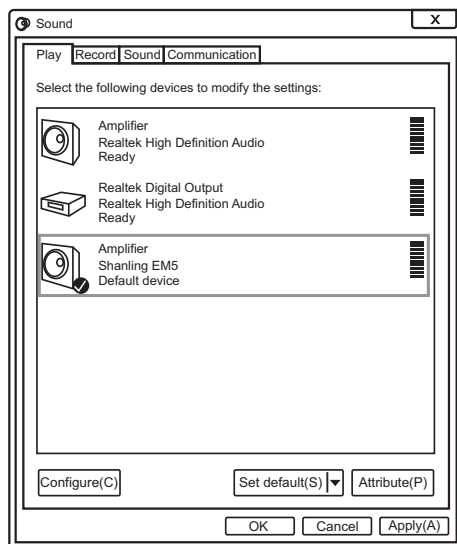 Sound
X
Play Record Sound Communication
Select the following devices to modify the settings:
Amplifier
Realtek High Definition Audio
Ready
Realtek Digital Output
Realtek High Definition Audio
Ready
Amplifier
Shanling EM5
Default device
Configure(C) Set default(S) Attribute(P)
OK Cancel Apply(A)